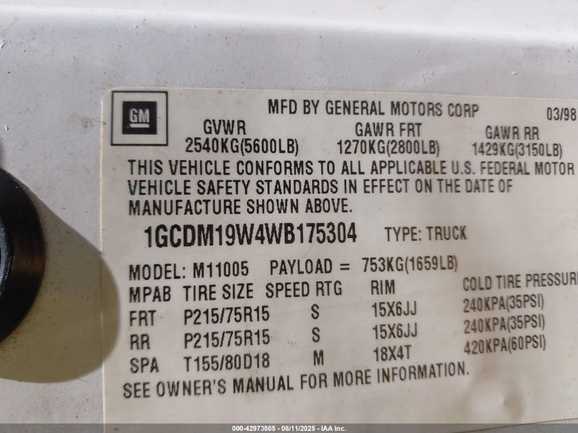 GM
MFD BY GENERAL MOTORS CORP 03/98
GVWR GAWR FRT GAWR RR
2540KG(5600LB) 1270KG(2800LB) 1429KG(3150LB)
THIS VEHICLE CONFORMS TO ALL APPLICABLE U.S. FEDERAL MOTOR
VEHICLE SAFETY STANDARDS IN EFFECT ON THE DATE OF
MANUFACTURE SHOWN ABOVE.
1GCDM19W4WB175304 TYPE: TRUCK
MODEL: M11005 PAYLOAD = 753KG(1659LB)
MPAB TIRE SIZE SPEED RTG RIM COLD TIRE PRESSURE
FRT P215/75R15 S 15X6JJ 240KPA(35PSI)
RR P215/75R15 S 15X6JJ 240KPA(35PSI)
SPA T155/80D18 M 18X4T 420KPA(60PSI)
SEE OWNER'S MANUAL FOR MORE INFORMATION.
000-42973865 - 08/11/2025 - IAA Inc.